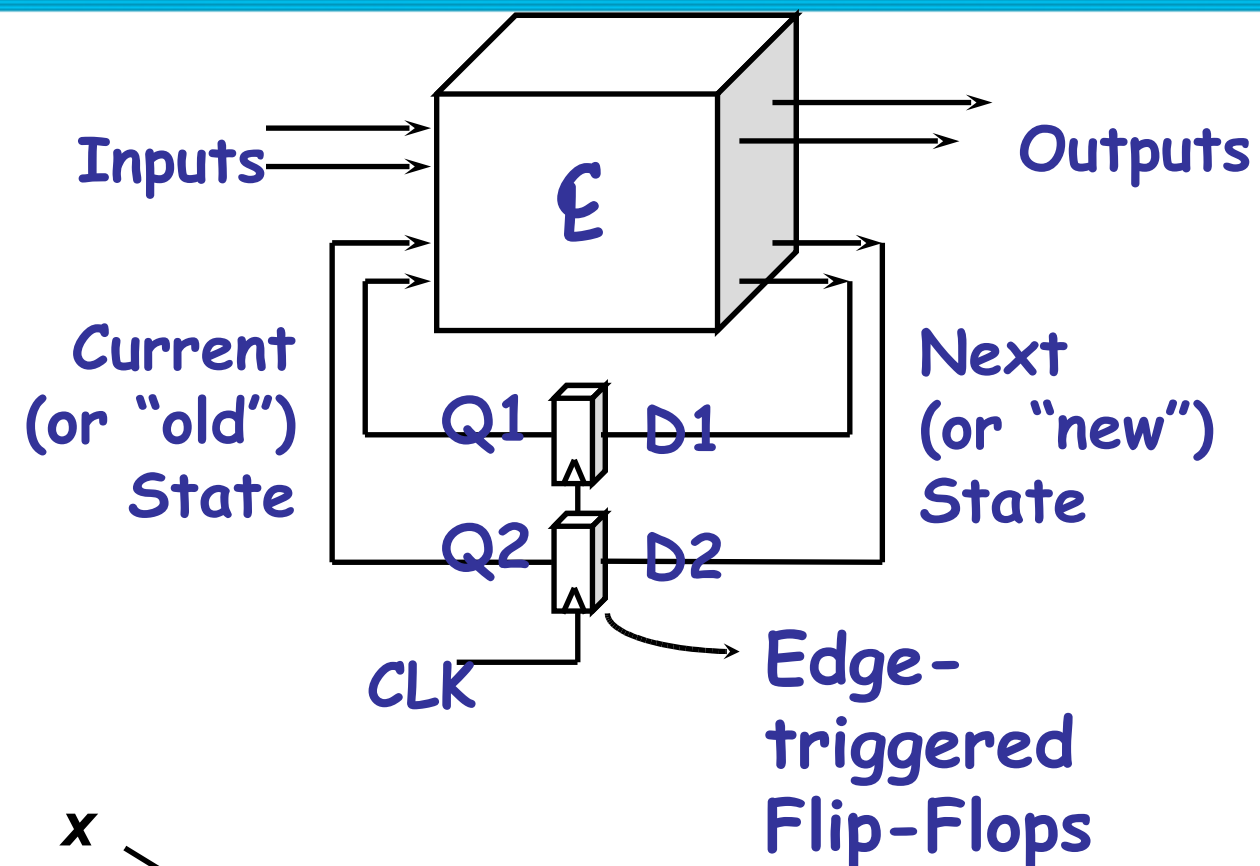 Inputs
Outputs
CL
Current
(or “old”)
State
Next
(or “new”)
State
Q1
D1
Q2
D2
CLK
Edge-
triggered
Flip-Flops
x